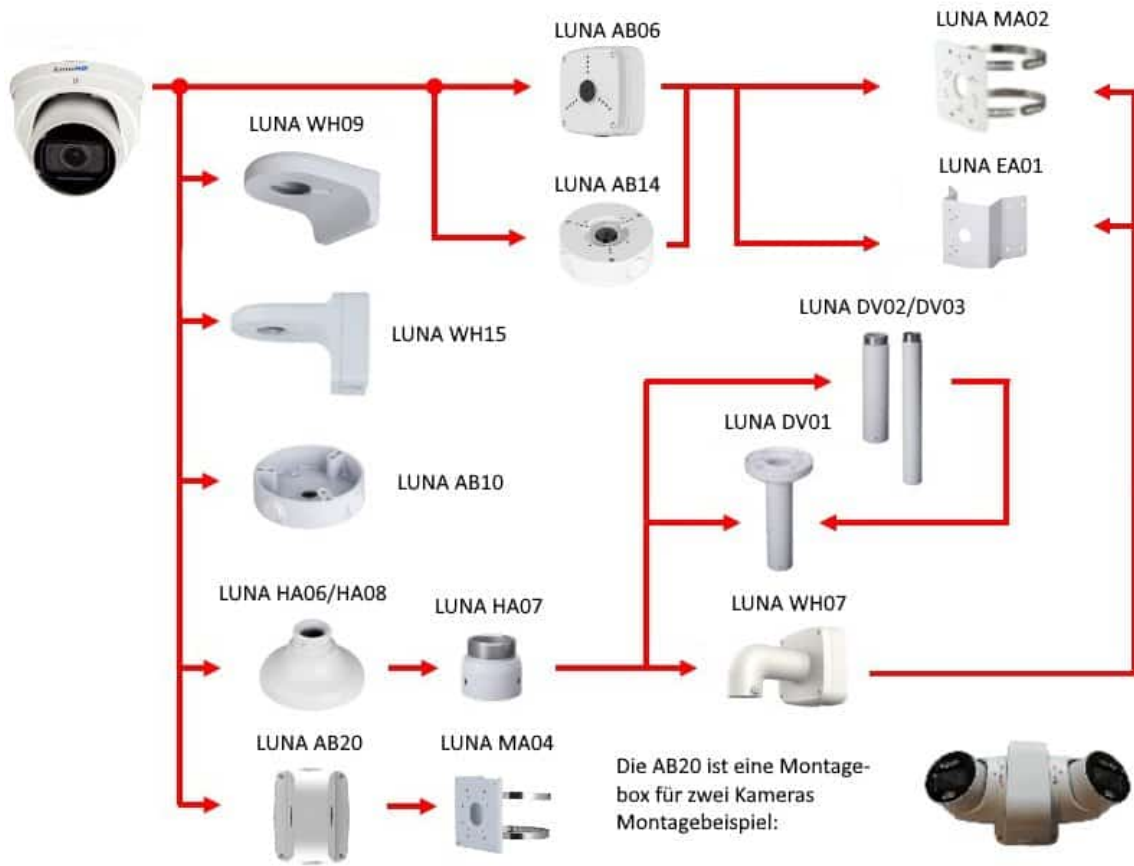 LUNA AB06
LUNA MA02
LUNA WH09
LUNA AB14
LUNA EA01
LUNA WH15
LUNA DV02/DV03
LUNA DV01
LUNA AB10
LUNA HA06/HA08
LUNA HA07
LUNA WH07
LUNA AB20
LUNA MA04
Die AB20 ist eine Montage-
box für zwei Kameras
Montagebeispiel: